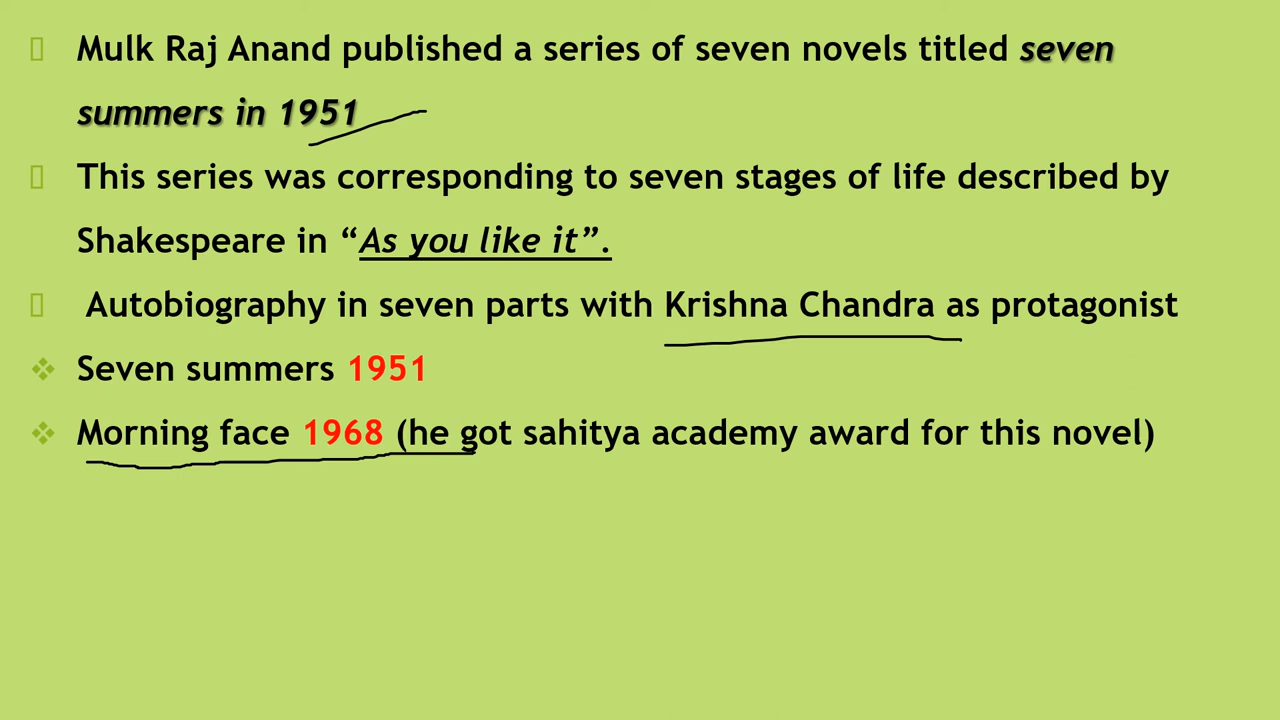 Mulk Raj Anand published a series of seven novels titled seven
summers in 1951
This series was corresponding to seven stages of life described by
Shakespeare in “As you like it”.
Autobiography in seven parts with Krishna Chandra as protagonist
Seven summers 1951
Morning face 1968 (he got sahitya academy award for this novel)